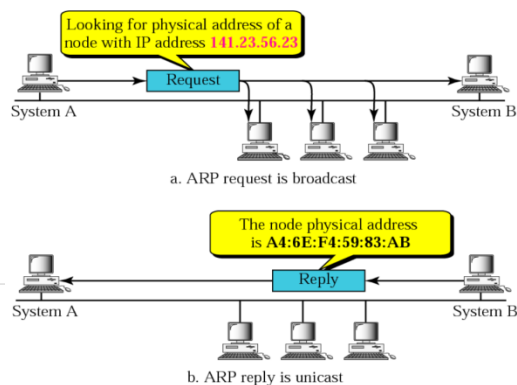 Looking for physical address of a
node with IP address 141.23.56.23
Request
System A
System B
a. ARP request is broadcast
The node physical address
is A4:6E:F4:59:83:AB
Reply
System A
System B
b. ARP reply is unicast